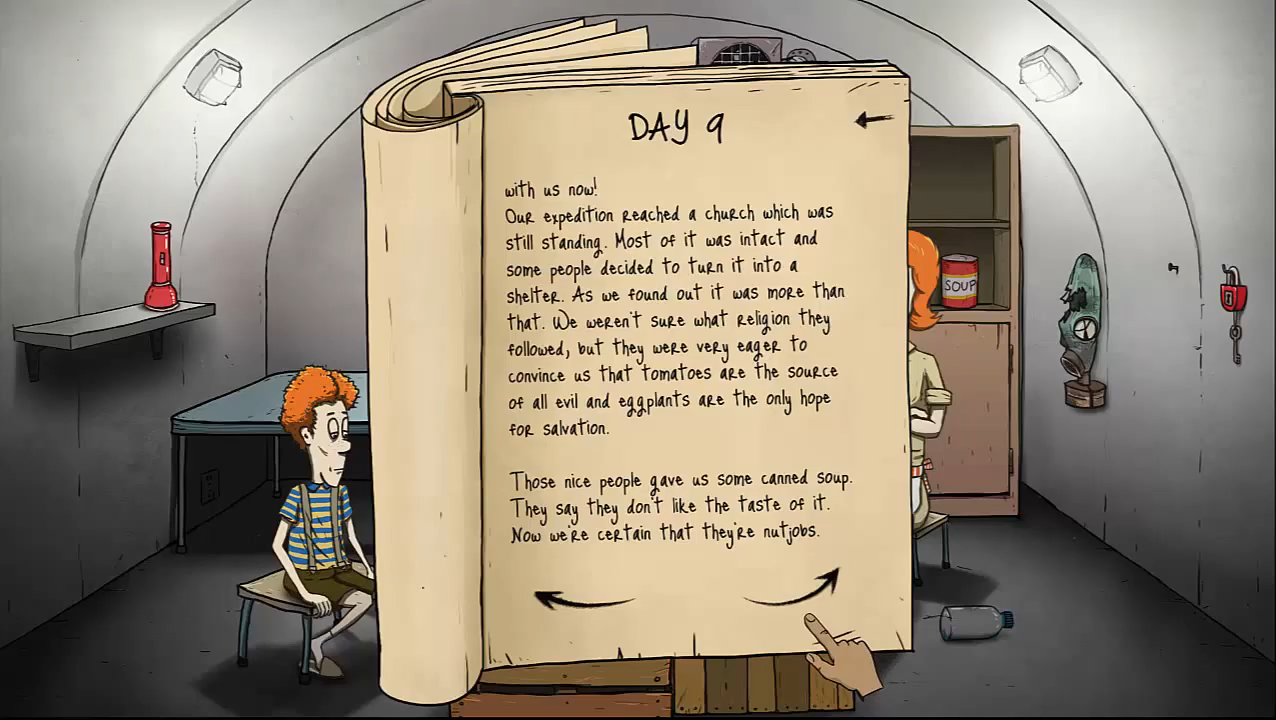 DAY 9
with us now!
Our expedition reached a church which was
still standing. Most of it was intact and
some people decided to turn it into a
shelter. As we found out it was more than
that. We weren't sure what religion they
followed, but they were very eager to
convince us that tomatoes are the source
of all evil and eggplants are the only hope
for salvation.
Those nice people gave us some canned soup.
They say they don't like the taste of it.
Now we're certain that they're nutjobs.
SOUP